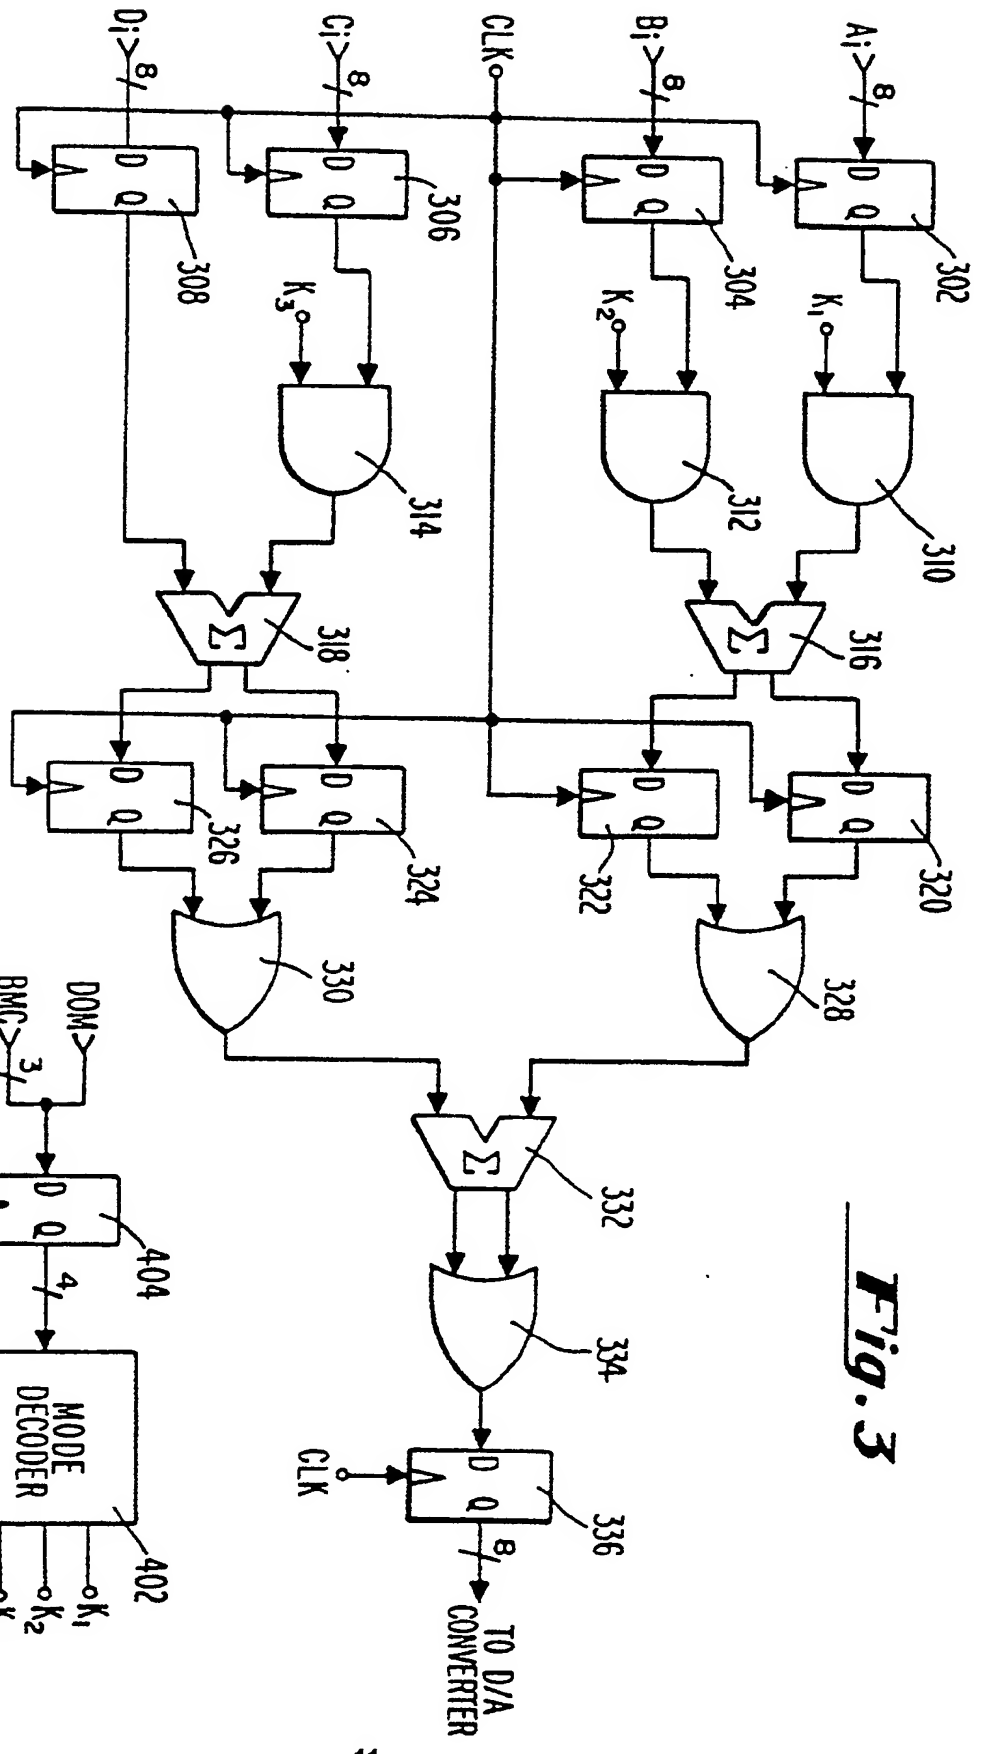 Fig. 3
Ai
8
D
Q
302
K1
310
Bi
8
D
Q
304
K2
312
316
Σ
CLK
Ci
8
D
Q
306
K3
314
Di
8
D
Q
308
318
Σ
D
Q
320
D
Q
322
D
Q
324
D
Q
326
328
330
332
Σ
334
D
Q
336
CLK
8
TO D/A
CONVERTER
DOM
BMC
3
D
Q
404
4
MODE
DECODER
402
K1
K2
K